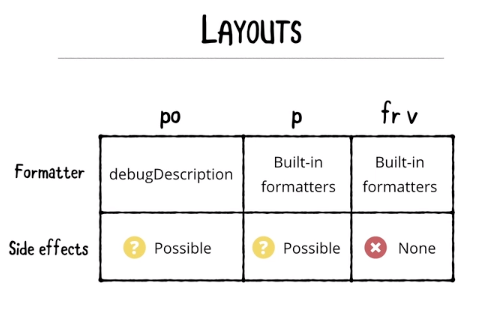 LAYOUTS
po p fr v
Formatter debugDescription Built-in formatters Built-in formatters
Side effects ? Possible ? Possible None